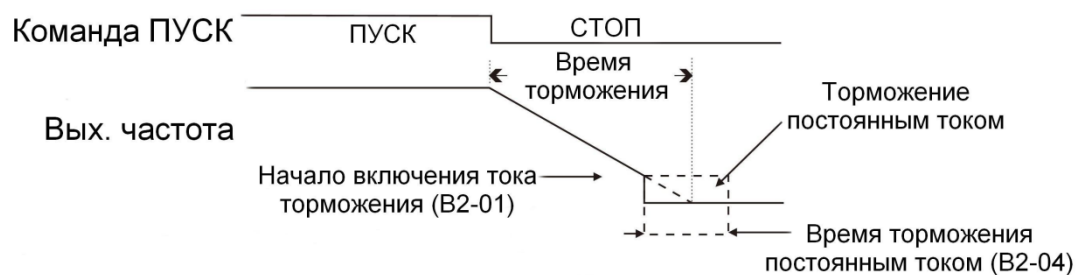 Команда ПУСК
ПУСК
СТОП
Время
торможения
Вых. частота
Торможение
постоянным током
Начало включения тока
торможения (B2-01)
Время торможения
постоянным током (B2-04)